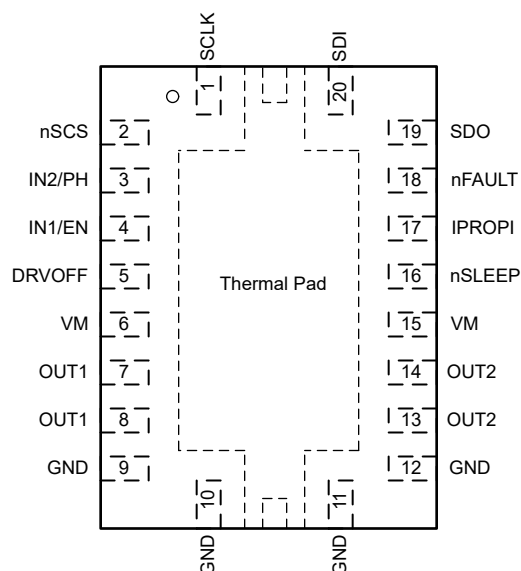 SCLK
SDI
1
20
nSCS 2
19 SDO
IN2/PH 3
18 nFAULT
IN1/EN 4
17 IPROPI
DRVOFF 5
16 nSLEEP
Thermal Pad
VM 6
15 VM
OUT1 7
14 OUT2
OUT1 8
13 OUT2
GND 9
12 GND
10
11
GND
GND